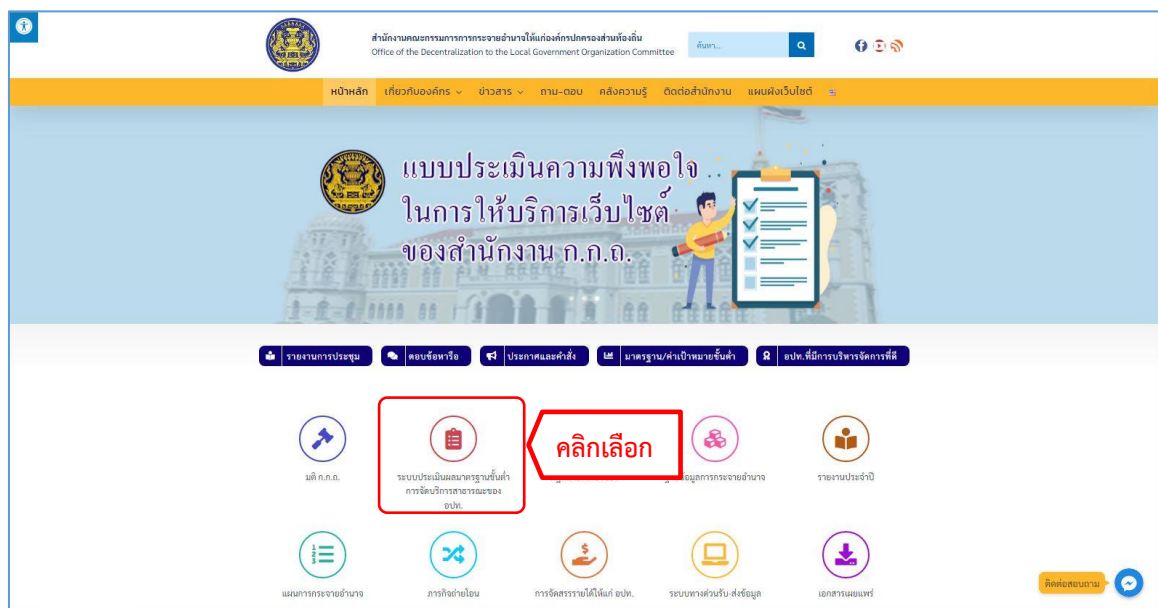 สำนักงานคณะกรรมการการกระจายอำนาจให้แก่องค์กรปกครองส่วนท้องถิ่น
Office of the Decentralization to the Local Government Organization Committee
ค้นหา...
หน้าหลัก เกี่ยวกับองค์กร ข่าวสาร ถาม-ตอบ คลังความรู้ ติดต่อสำนักงาน แผนผังเว็บไซต์
แบบประเมินความพึงพอใจ
ในการให้บริการเว็บไซต์
ของสำนักงาน ก.ก.ถ.
รายงานการประชุม ตอบข้อหารือ ประกาศและคำสั่ง มาตรฐาน/ค่าเป้าหมายขั้นต่ำ อปท.ที่มีการบริหารจัดการที่ดี
คลิกเลือก
มติ ก.ก.ถ. ระบบประเมินผลมาตรฐานขั้นต่ำ ข้อมูลการกระจายอำนาจ รายงานประจำปี
การจัดบริการสาธารณะของ
อปท.
แผนการกระจายอำนาจ ภารกิจถ่ายโอน การจัดสรรรายได้ให้แก่ อปท. ระบบทางด่วนรับ-ส่งข้อมูล เอกสารเผยแพร่
ติดต่อสอบถาม